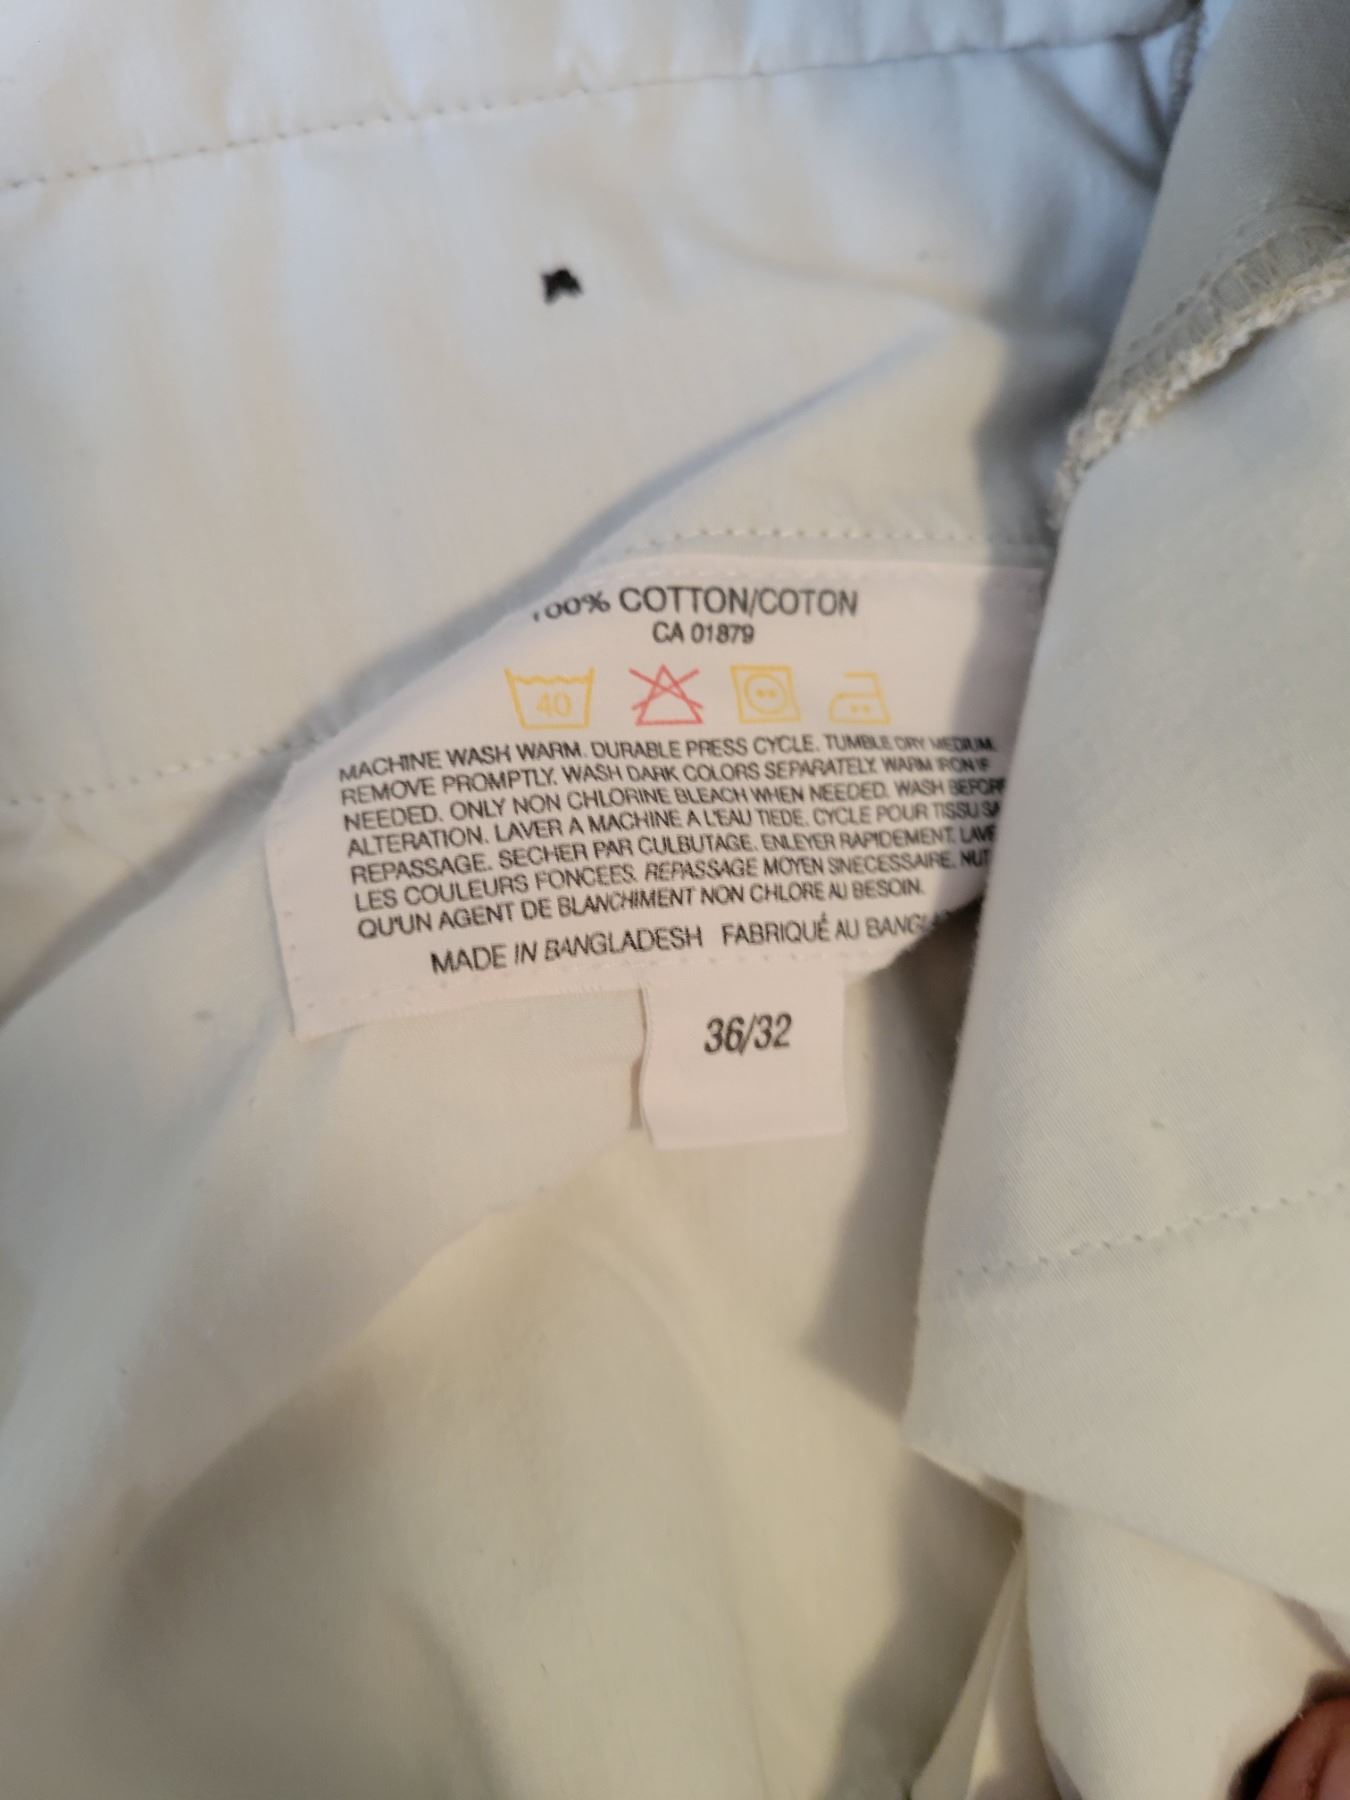 100% COTTON/COTON
CA 01879
40
MACHINE WASH WARM. DURABLE PRESS CYCLE. TUMBLE DRY MEDIUM.
REMOVE PROMPTLY. WASH DARK COLORS SEPARATELY. WARM IRON IF
NEEDED. ONLY NON CHLORINE BLEACH WHEN NEEDED. WASH BEFORE
ALTERATION. LAVER A MACHINE A L'EAU TIEDE. CYCLE POUR TISSU
REPASSAGE. SECHER PAR CULBUTAGE. ENLEYER RAPIDEMENT.
LES COULEURS FONCEES. REPASSAGE MOYEN SNECESSAIRE.
QU'UN AGENT DE BLANCHIMENT NON CHLORE AU BESOIN.
MADE IN BANGLADESH FABRIQUÉ AU
36/32